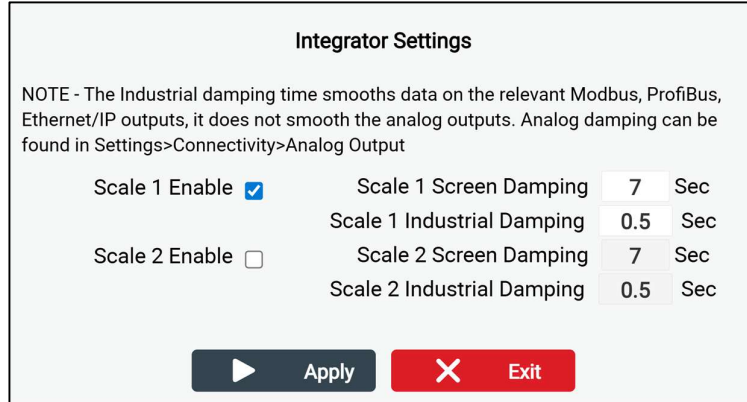 Integrator Settings
NOTE - The Industrial damping time smooths data on the relevant Modbus, ProfiBus,
Ethernet/IP outputs, it does not smooth the analog outputs. Analog damping can be
found in Settings>Connectivity>Analog Output
Scale 1 Enable Scale 1 Screen Damping 7 Sec
Scale 1 Industrial Damping 0.5 Sec
Scale 2 Enable Scale 2 Screen Damping 7 Sec
Scale 2 Industrial Damping 0.5 Sec
Apply Exit